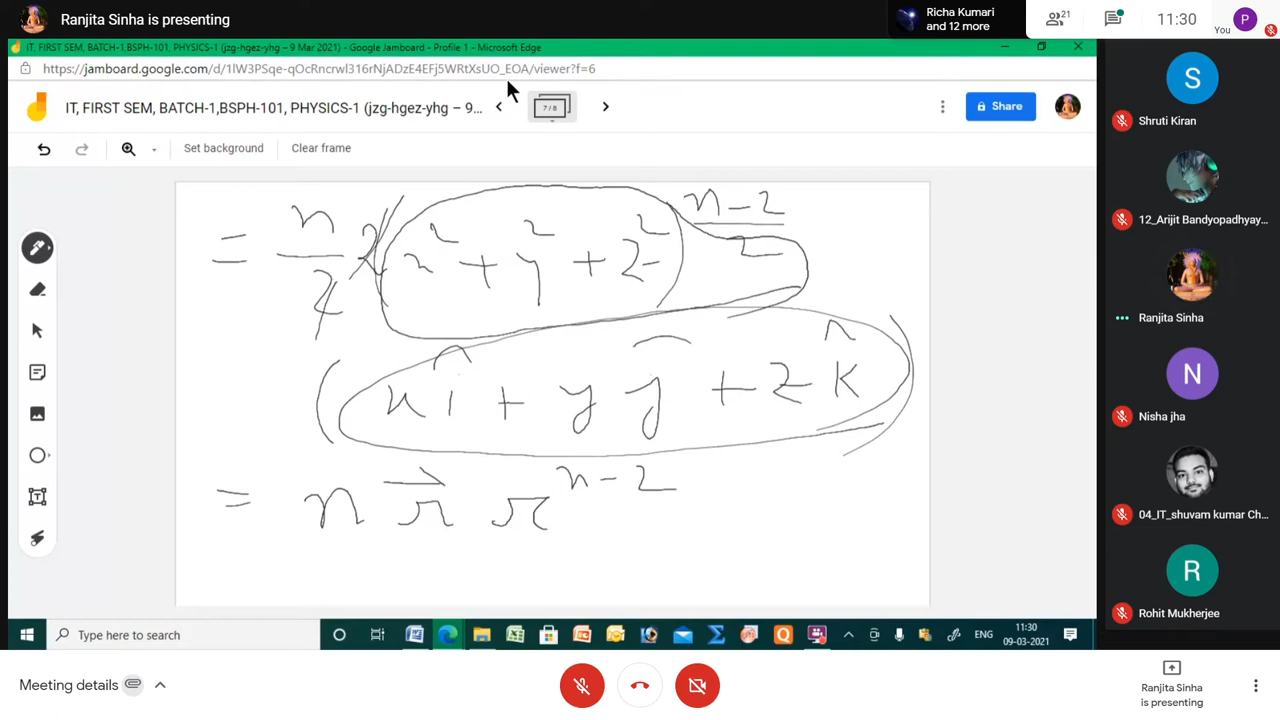 Ranjita Sinha is presenting
Richa Kumari
and 12 more
21
11:30
You
P
IT, FIRST SEM, BATCH-1,BSPH-101, PHYSICS-1 (jzg-hgez-yhg – 9 Mar 2021) - Google Jamboard - Profile 1 - Microsoft Edge
https://jamboard.google.com/d/1lW3PSqe-qOcRncrwl316rNjADzE4EFj5WRtXsUO_EOA/viewer?f=6
IT, FIRST SEM, BATCH-1,BSPH-101, PHYSICS-1 (jzg-hgez-yhg – 9...
7/8
Share
Set background
Clear frame
= n/2 2 (x² + y² + z²)^(n-2)/2
(x î + y ĵ + z k̂)
= n r⃗ r^(n-2)
S
Shruti Kiran
12_Arijit Bandyopadhyay...
Ranjita Sinha
N
Nisha jha
04_IT_shuvam kumar Ch...
R
Rohit Mukherjee
Type here to search
ENG
11:30
09-03-2021
Meeting details
Ranjita Sinha
is presenting